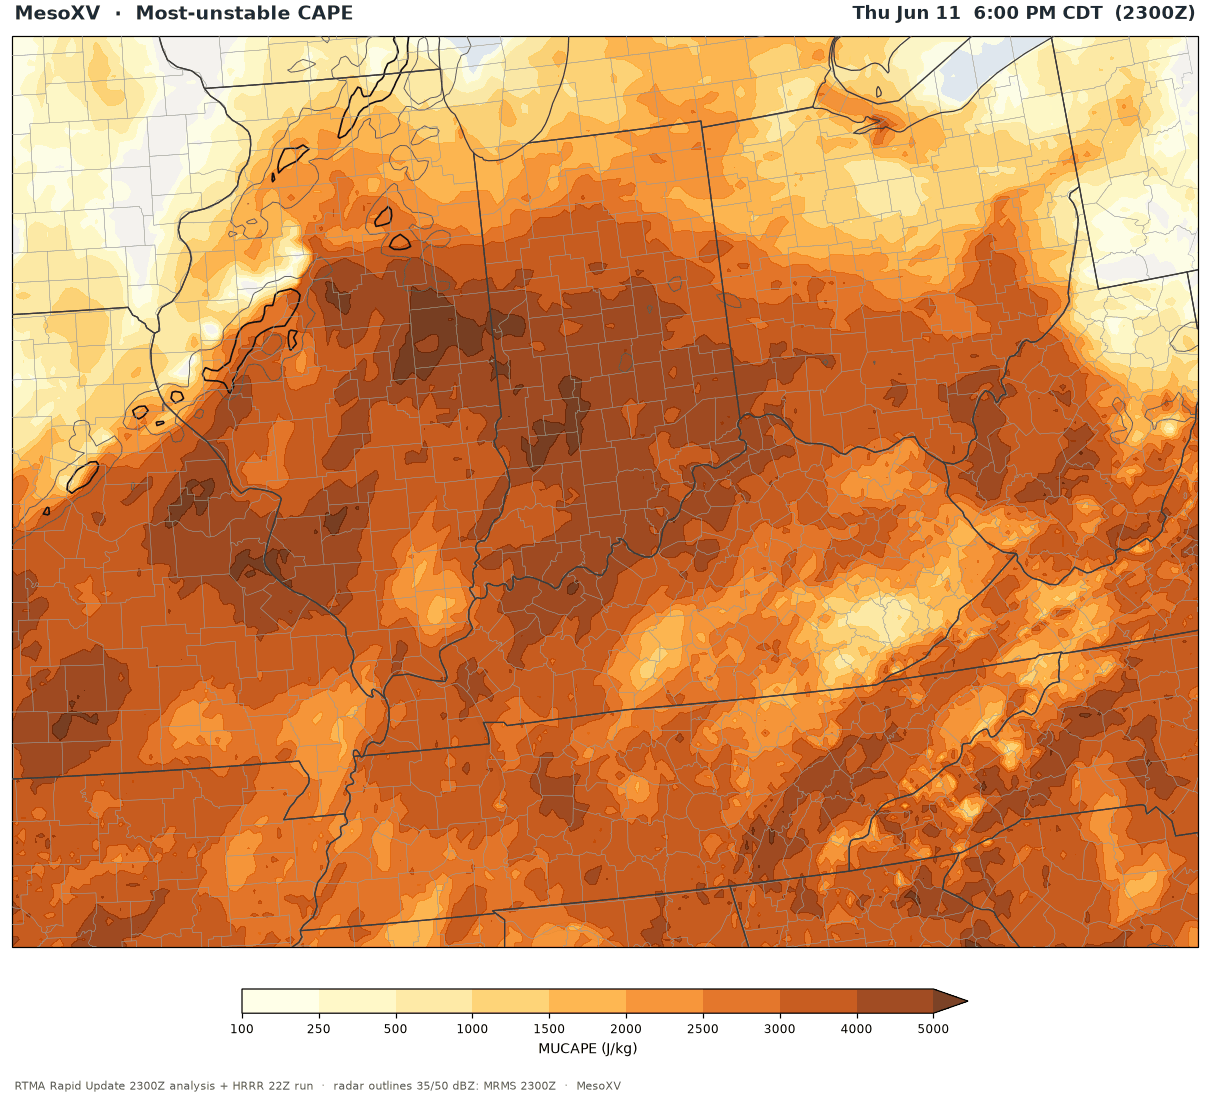 MesoXV · Most-unstable CAPE
Thu Jun 11 6:00 PM CDT (2300Z)
100 250 500 1000 1500 2000 2500 3000 4000 5000
MUCAPE (J/kg)
RTMA Rapid Update 2300Z analysis + HRRR 22Z run · radar outlines 35/50 dBZ: MRMS 2300Z · MesoXV